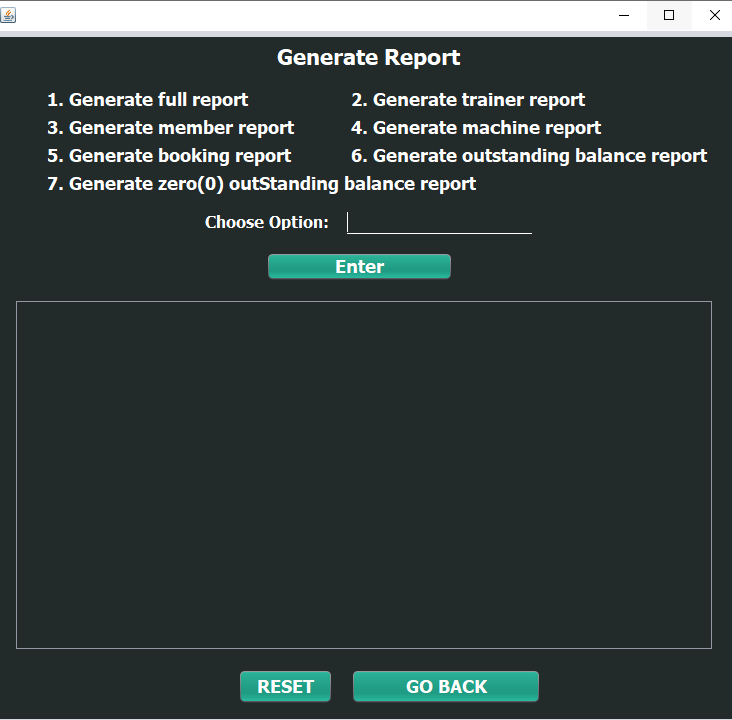 Generate Report
1. Generate full report 2. Generate trainer report
3. Generate member report 4. Generate machine report
5. Generate booking report 6. Generate outstanding balance report
7. Generate zero(0) outStanding balance report
Choose Option:
Enter
RESET GO BACK